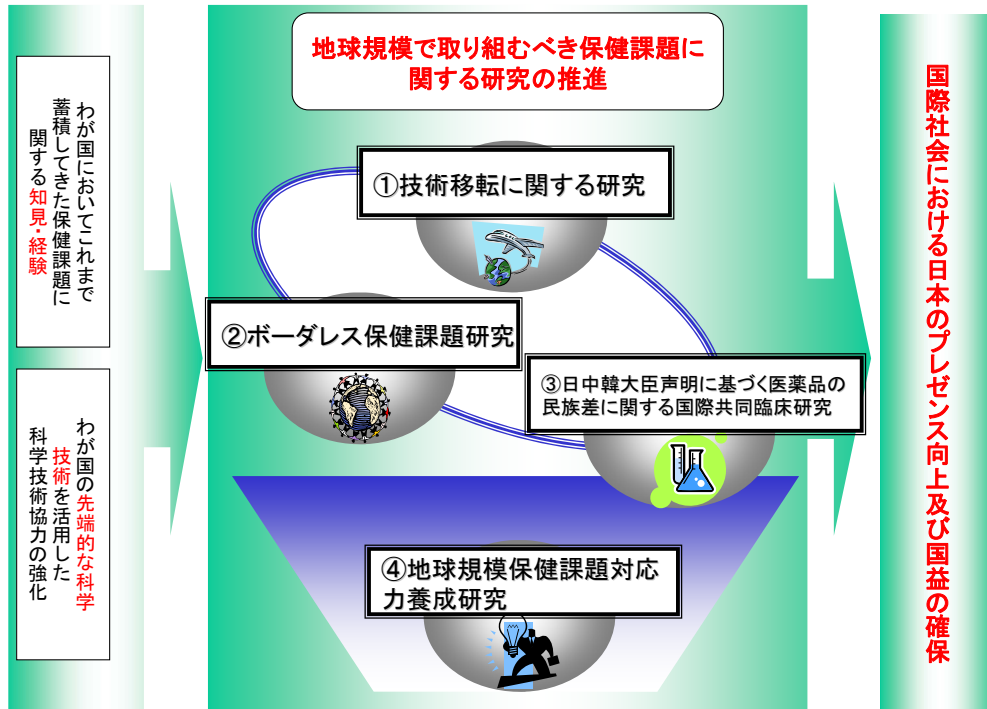 地球規模で取り組むべき保健課題に
関する研究の推進
わが国においてこれまで
蓄積してきた保健課題に
関する知見・経験
わが国の先端的な科学
技術を活用した
科学技術協力の強化
①技術移転に関する研究
②ボーダレス保健課題研究
③日中韓大臣声明に基づく医薬品の
民族差に関する国際共同臨床研究
④地球規模保健課題対応
力養成研究
国際社会における日本のプレゼンス向上及び国益の確保